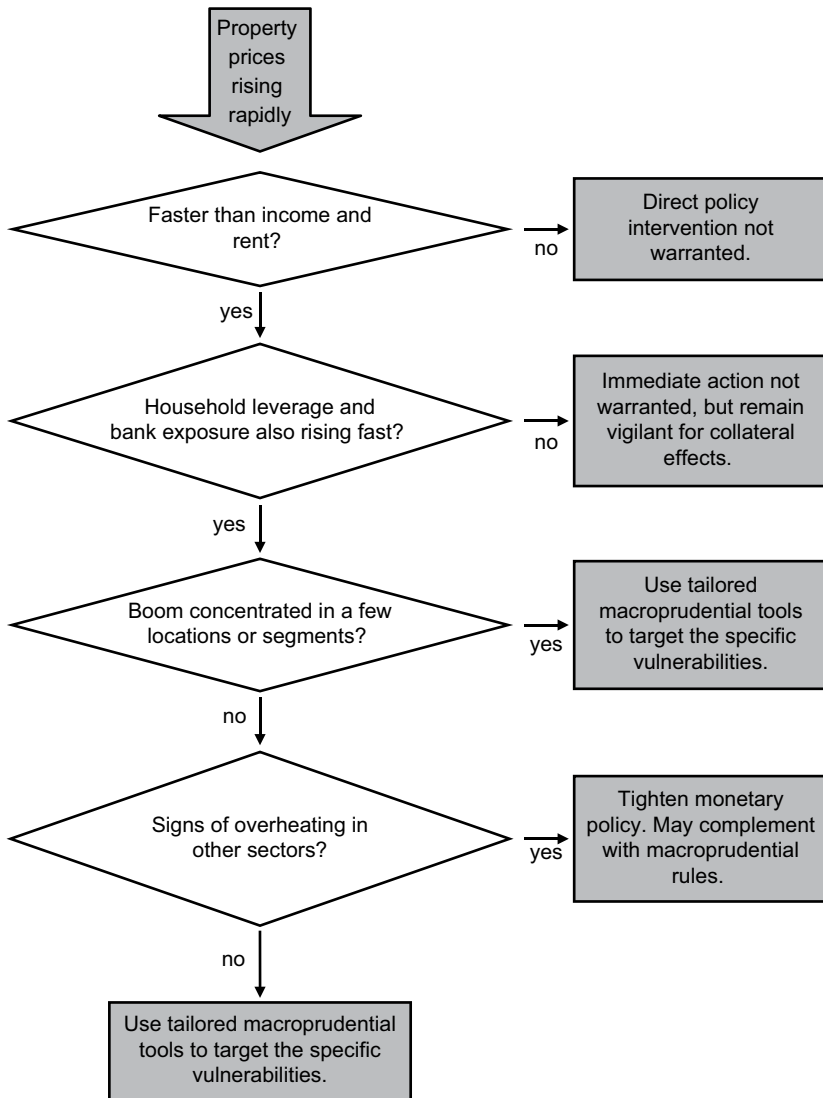 Property
prices
rising
rapidly
Faster than income and
rent?
no
Direct policy
intervention not
warranted.
yes
Household leverage and
bank exposure also rising fast?
no
Immediate action not
warranted, but remain
vigilant for collateral
effects.
yes
Boom concentrated in a few
locations or segments?
yes
Use tailored
macroprudential tools
to target the specific
vulnerabilities.
no
Signs of overheating in
other sectors?
yes
Tighten monetary
policy. May complement
with macroprudential
rules.
no
Use tailored macroprudential
tools to target the specific
vulnerabilities.